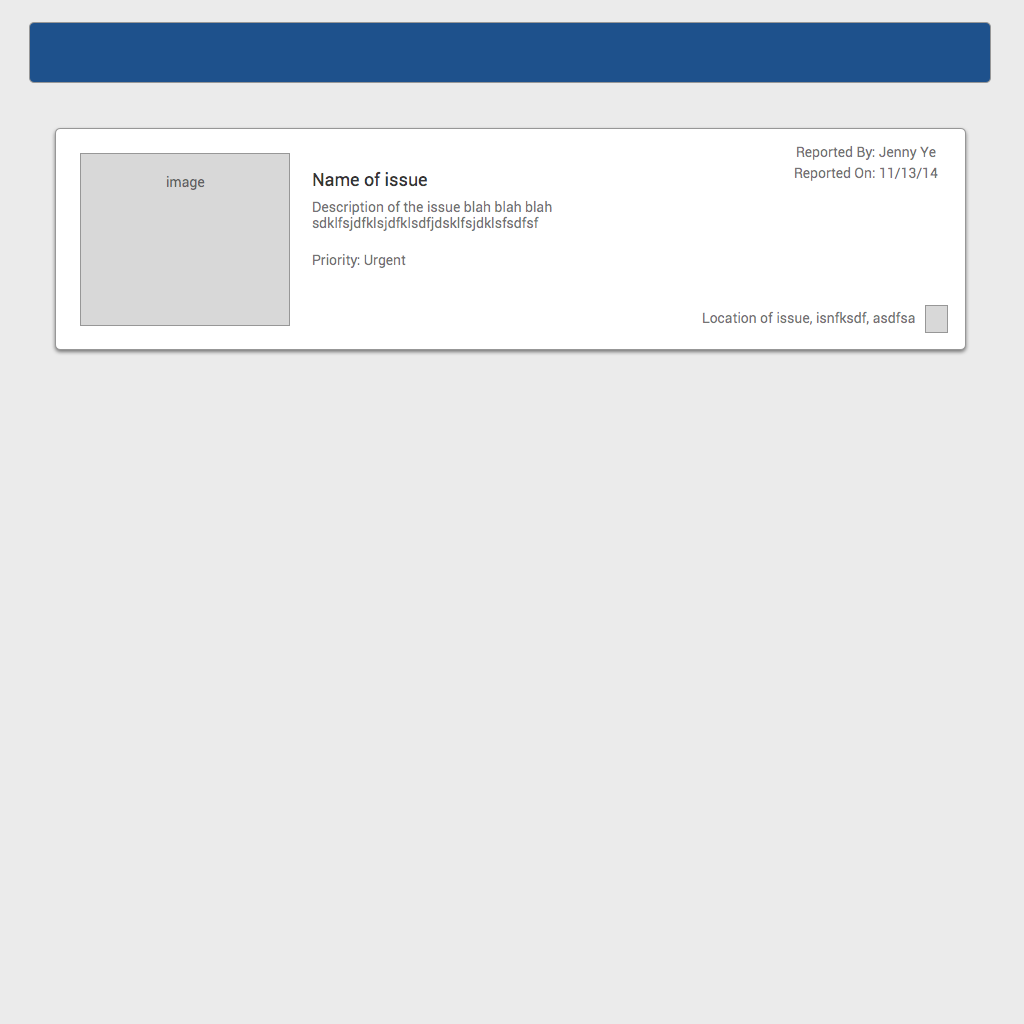 Reported By: Jenny Ye
Reported On: 11/13/14
image
Name of issue
Description of the issue blah blah blah
sdklfsjdfklsjdfklsdfjdsklfsjdklsfsdfsf
Priority: Urgent
Location of issue, isnfksdf, asdfsa